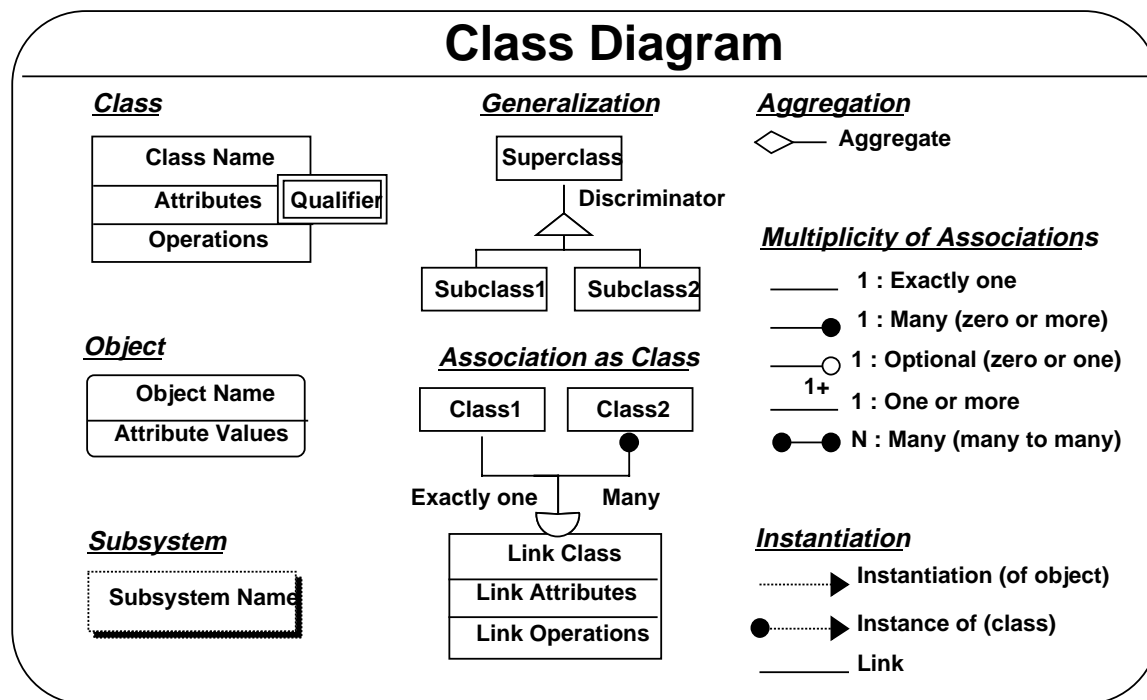 Class Diagram
Class
Class Name
Attributes
Qualifier
Operations
Object
Object Name
Attribute Values
Subsystem
Subsystem Name
Generalization
Superclass
Discriminator
Subclass1
Subclass2
Association as Class
Class1
Class2
Exactly one
Many
Link Class
Link Attributes
Link Operations
Aggregation
Aggregate
Multiplicity of Associations
1 : Exactly one
1 : Many (zero or more)
1 : Optional (zero or one)
1+
1 : One or more
N : Many (many to many)
Instantiation
Instantiation (of object)
Instance of (class)
Link